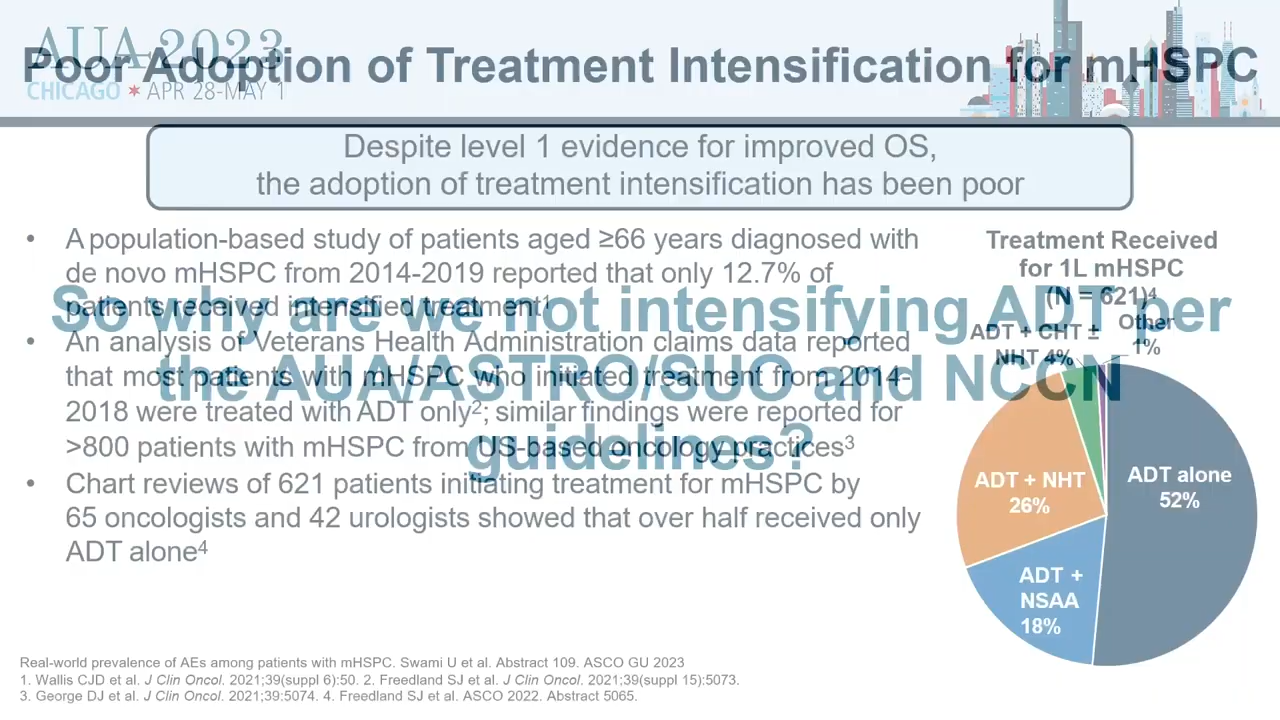 AUA 2023
CHICAGO ✶ APR 28-MAY 1
Poor Adoption of Treatment Intensification for mHSPC
Despite level 1 evidence for improved OS,
the adoption of treatment intensification has been poor
• A population-based study of patients aged ≥66 years diagnosed with
de novo mHSPC from 2014-2019 reported that only 12.7% of
patients received intensified treatment¹
• An analysis of Veterans Health Administration claims data reported
that most patients with mHSPC who initiated treatment from 2014-
2018 were treated with ADT only²; similar findings were reported for
>800 patients with mHSPC from US-based oncology practices³
• Chart reviews of 621 patients initiating treatment for mHSPC by
65 oncologists and 42 urologists showed that over half received only
ADT alone⁴
So why are we not intensifying ADT per
the AUA/ASTRO/SUO and NCCN
guidelines?
Treatment Received
for 1L mHSPC
(N = 621)⁴
ADT + CHT ±
NHT 4%
Other
1%
ADT + NHT
26%
ADT alone
52%
ADT +
NSAA
18%
Real-world prevalence of AEs among patients with mHSPC. Swami U et al. Abstract 109. ASCO GU 2023
1. Wallis CJD et al. J Clin Oncol. 2021;39(suppl 6):50. 2. Freedland SJ et al. J Clin Oncol. 2021;39(suppl 15):5073.
3. George DJ et al. J Clin Oncol. 2021;39:5074. 4. Freedland SJ et al. ASCO 2022. Abstract 5065.